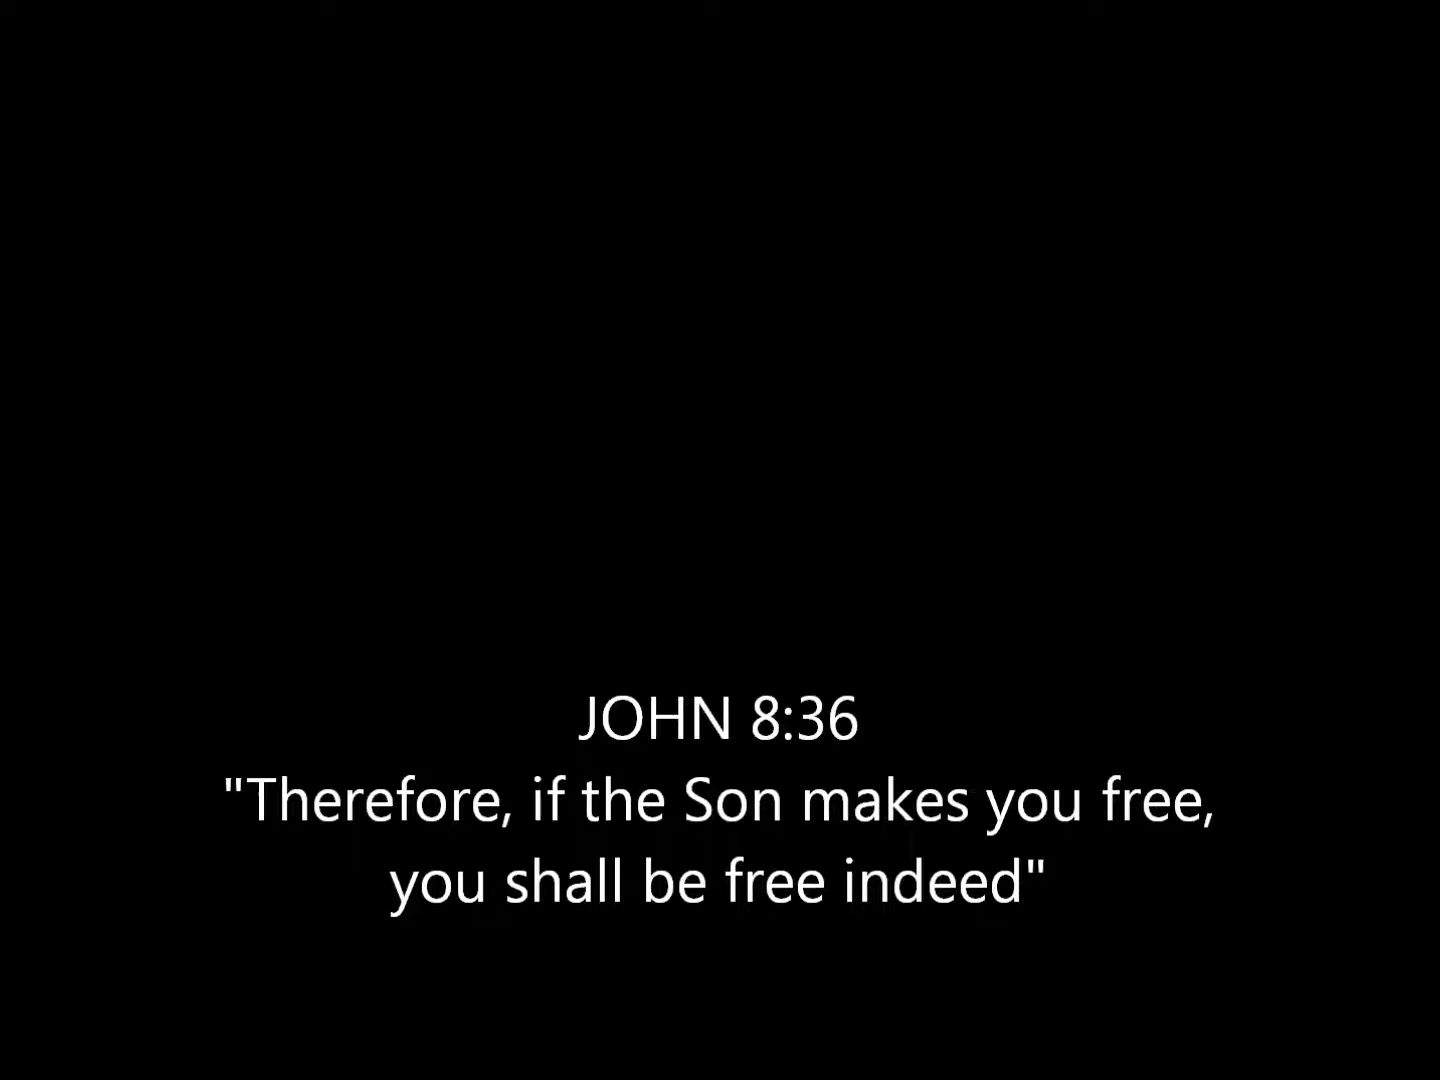 JOHN 8:36
"Therefore, if the Son makes you free,
you shall be free indeed"